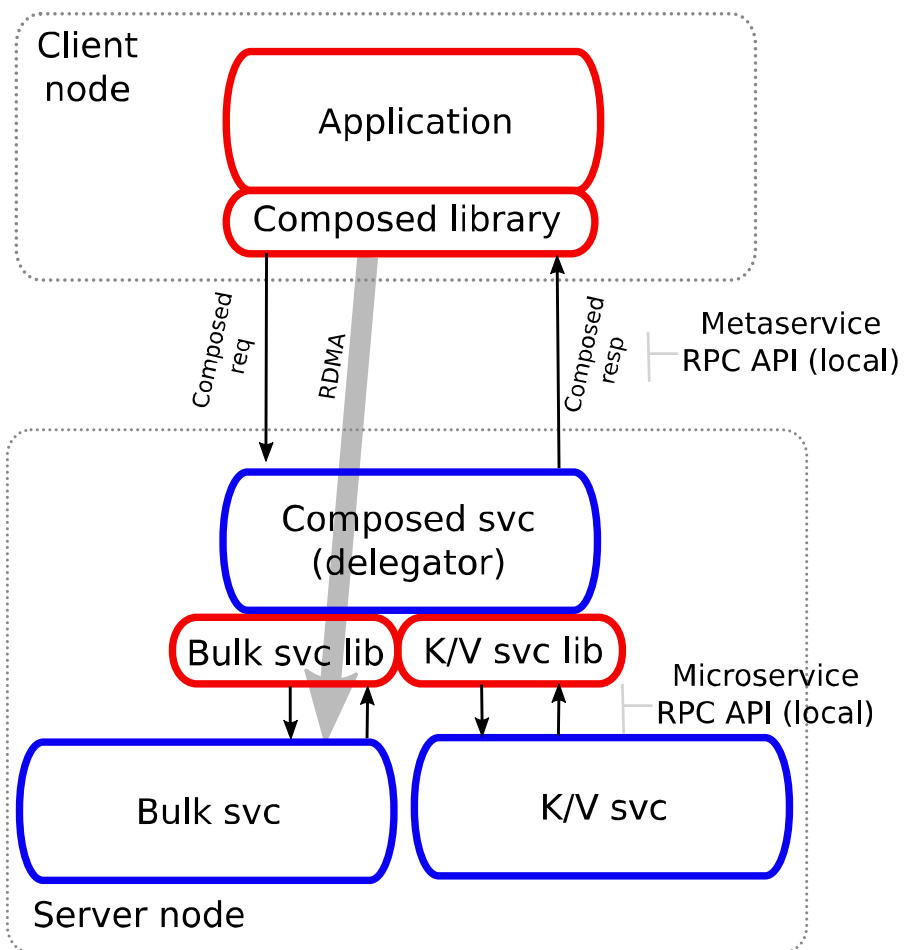 Client
node
Application
Composed library
Composed
req
RDMA
Composed
resp
Metaservice
RPC API (local)
Composed svc
(delegator)
Bulk svc lib
K/V svc lib
Microservice
RPC API (local)
Bulk svc
K/V svc
Server node